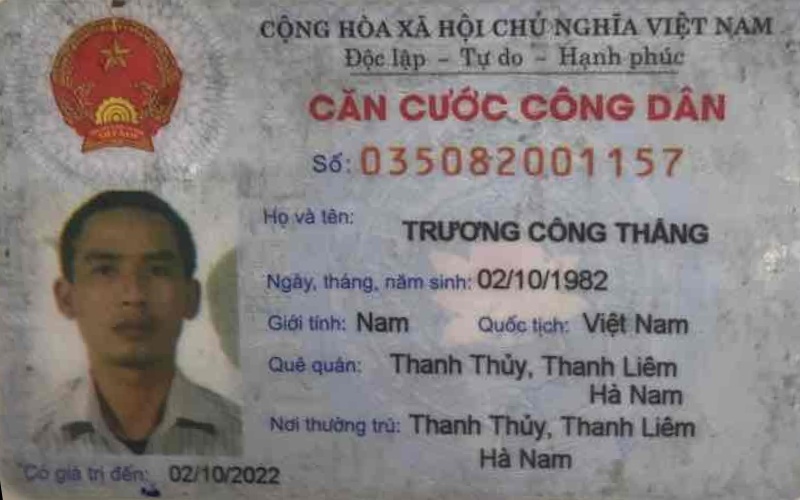 CỘNG HÒA XÃ HỘI CHỦ NGHĨA VIỆT NAM
Độc lập - Tự do - Hạnh phúc
CĂN CƯỚC CÔNG DÂN
Số: 035082001157
Họ và tên: TRƯƠNG CÔNG THẮNG
Ngày, tháng, năm sinh: 02/10/1982
Giới tính: Nam Quốc tịch: Việt Nam
Quê quán: Thanh Thủy, Thanh Liêm
Hà Nam
Nơi thường trú: Thanh Thủy, Thanh Liêm
Hà Nam
Có giá trị đến: 02/10/2022